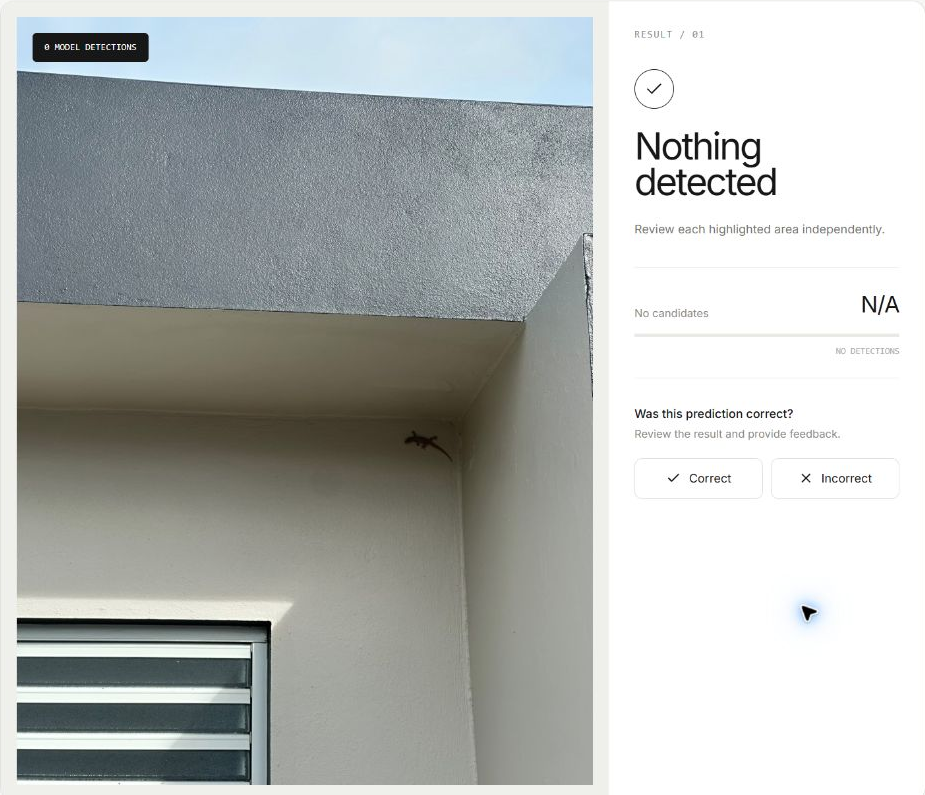 0 MODEL DETECTIONS
RESULT / 01
Nothing
detected
Review each highlighted area independently.
No candidates
N/A
NO DETECTIONS
Was this prediction correct?
Review the result and provide feedback.
Correct
Incorrect